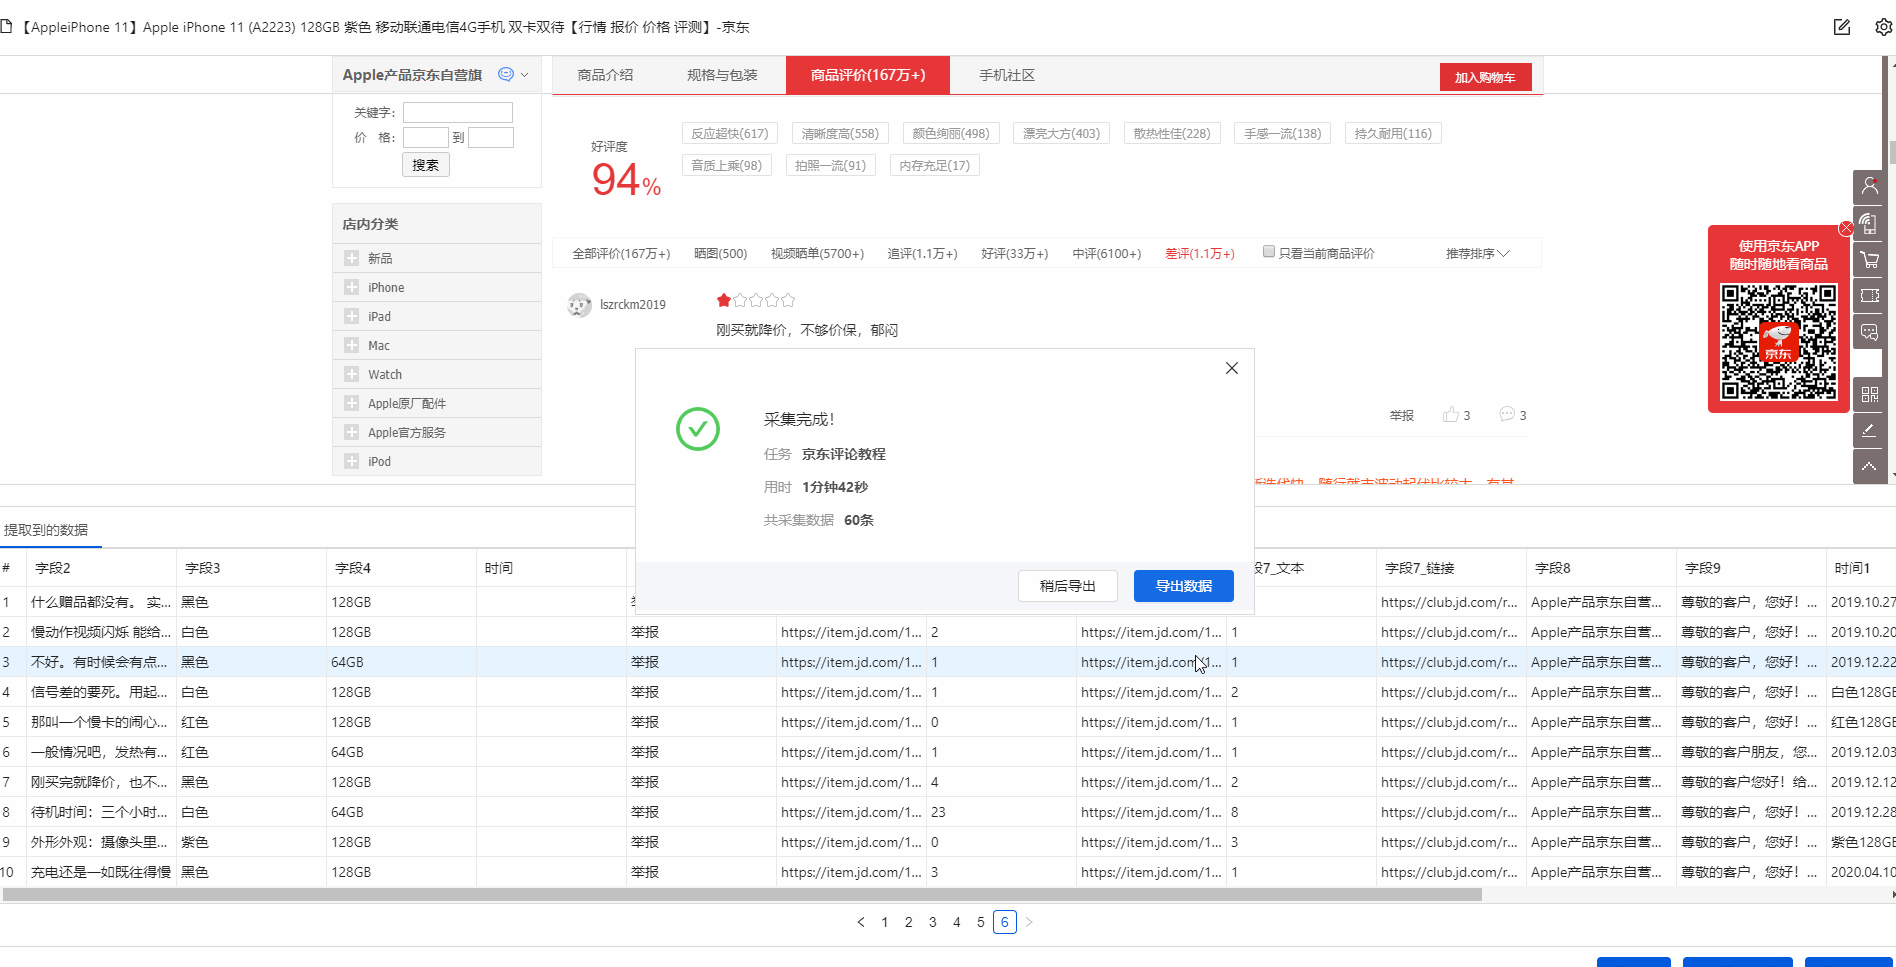 【AppleiPhone 11】Apple iPhone 11 (A2223) 128GB 紫色 移动联通电信4G手机 双卡双待【行情 报价 价格 评测】-京东
Apple产品京东自营旗
商品介绍 规格与包装 商品评价(167万+) 手机社区 加入购物车
关键字：
价 格： 到
搜索
好评度
94%
反应超快(617) 清晰度高(558) 颜色绚丽(498) 漂亮大方(403) 散热性佳(228) 手感一流(138) 持久耐用(116)
音质上乘(98) 拍照一流(91) 内存充足(17)
店内分类
新品
iPhone
iPad
Mac
Watch
Apple原厂配件
Apple官方服务
iPod
全部评价(167万+) 晒图(500) 视频晒单(5700+) 追评(1.1万+) 好评(33万+) 中评(6100+) 差评(1.1万+) 只看当前商品评价 推荐排序
lszrckm2019
刚买就降价，不够价保，郁闷
举报 3 3
使用京东APP
随时随地看商品
京东
采集完成！
任务 京东评论教程
用时 1分钟42秒
共采集数据 60条
稍后导出 导出数据
提取到的数据
# 字段2 字段3 字段4 时间 段7_文本 字段7_链接 字段8 字段9 时间1
1 什么赠品都没有。 实... 黑色 128GB https://club.jd.com/r... Apple产品京东自营... 尊敬的客户，您好！... 2019.10.27
2 慢动作视频闪烁 能给... 白色 128GB 举报 https://item.jd.com/1... 2 https://item.jd.com/1... 1 https://club.jd.com/r... Apple产品京东自营... 尊敬的客户，您好！... 2019.10.20
3 不好。有时候会有点... 黑色 64GB 举报 https://item.jd.com/1... 1 https://item.jd.com/1... 1 https://club.jd.com/r... Apple产品京东自营... 尊敬的客户，您好！... 2019.12.22
4 信号差的要死。用起... 白色 128GB 举报 https://item.jd.com/1... 1 https://item.jd.com/1... 2 https://club.jd.com/r... Apple产品京东自营... 尊敬的客户，您好！... 白色128GB
5 那叫一个慢卡的闹心... 红色 128GB 举报 https://item.jd.com/1... 0 https://item.jd.com/1... 1 https://club.jd.com/r... Apple产品京东自营... 尊敬的客户，您好！... 红色128GB
6 一般情况吧，发热有... 红色 64GB 举报 https://item.jd.com/1... 1 https://item.jd.com/1... 1 https://club.jd.com/r... Apple产品京东自营... 尊敬的客户朋友，您... 2019.12.03
7 刚买完就降价，也不... 黑色 128GB 举报 https://item.jd.com/1... 4 https://item.jd.com/1... 2 https://club.jd.com/r... Apple产品京东自营... 尊敬的客户您好！给... 2019.12.12
8 待机时间：三个小时... 白色 64GB 举报 https://item.jd.com/1... 23 https://item.jd.com/1... 8 https://club.jd.com/r... Apple产品京东自营... 尊敬的客户，您好！... 2019.12.28
9 外形外观：摄像头里... 紫色 128GB 举报 https://item.jd.com/1... 0 https://item.jd.com/1... 3 https://club.jd.com/r... Apple产品京东自营... 尊敬的客户，您好！... 紫色128GB
10 充电还是一如既往得慢 黑色 128GB 举报 https://item.jd.com/1... 3 https://item.jd.com/1... 1 https://club.jd.com/r... Apple产品京东自营... 尊敬的客户，您好！... 2020.04.10
< 1 2 3 4 5 6 >